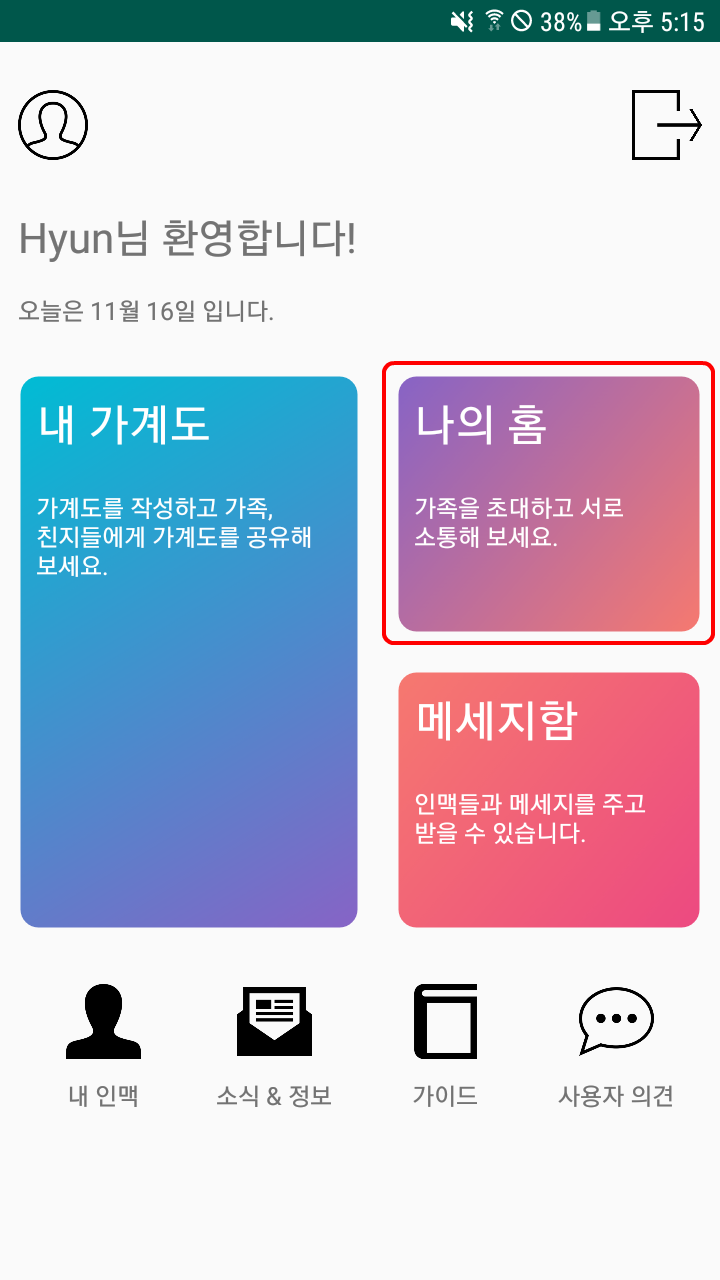 38% 오후 5:15
Hyun님 환영합니다!
오늘은 11월 16일 입니다.
내 가계도
가계도를 작성하고 가족,
친지들에게 가계도를 공유해
보세요.
나의 홈
가족을 초대하고 서로
소통해 보세요.
메세지함
인맥들과 메세지를 주고
받을 수 있습니다.
내 인맥
소식 & 정보
가이드
사용자 의견